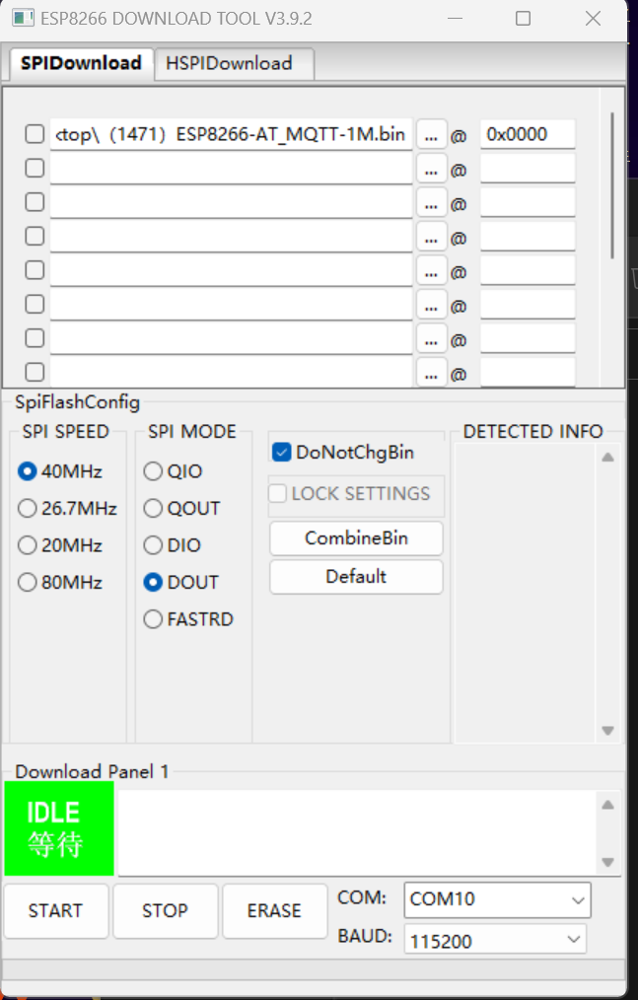 ESP8266 DOWNLOAD TOOL V3.9.2
SPIDownload HSPIDownload
top\（1471）ESP8266-AT_MQTT-1M.bin ... @ 0x0000
... @
... @
... @
... @
... @
... @
... @
SpiFlashConfig
SPI SPEED
40MHz
26.7MHz
20MHz
80MHz
SPI MODE
QIO
QOUT
DIO
DOUT
FASTRD
DoNotChgBin
LOCK SETTINGS
CombineBin
Default
DETECTED INFO
Download Panel 1
IDLE
等待
START STOP ERASE
COM: COM10
BAUD: 115200